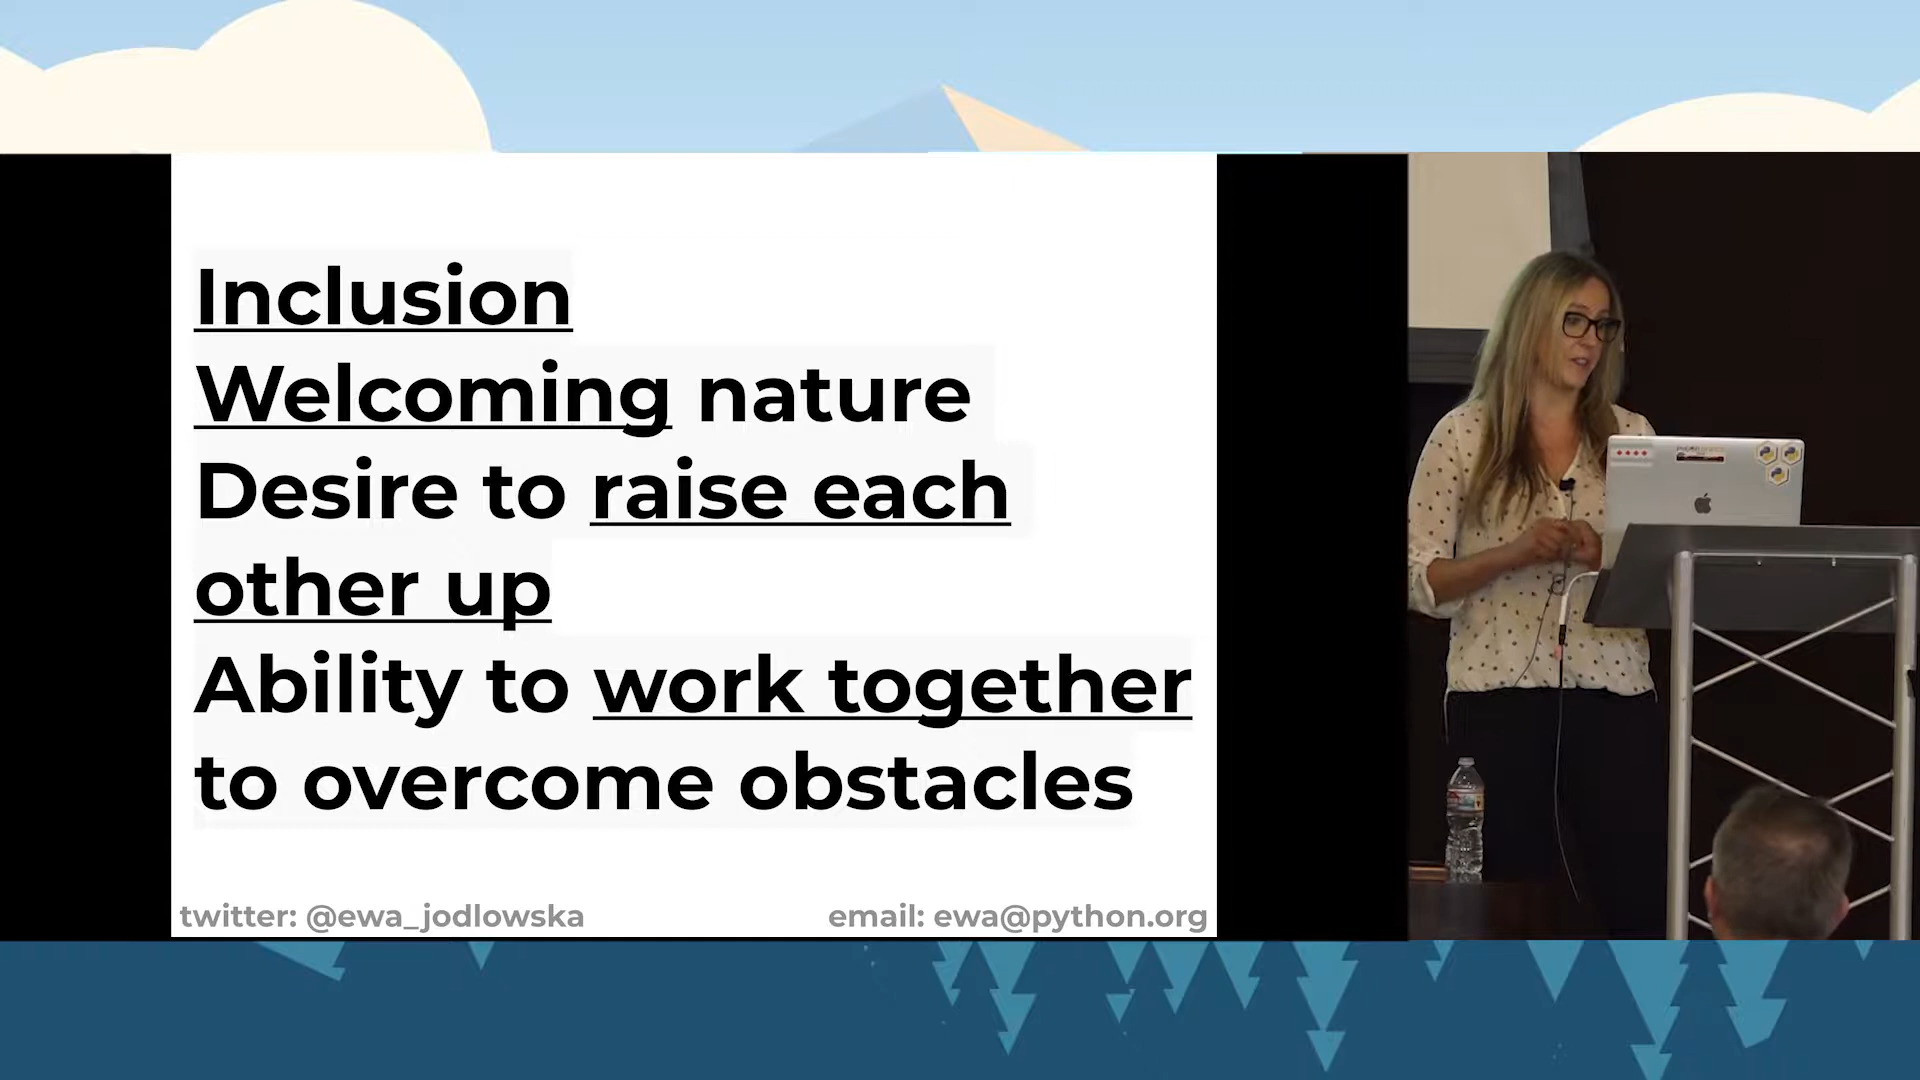 Inclusion
Welcoming nature
Desire to raise each
other up
Ability to work together
to overcome obstacles
twitter: @ewa_jodlowska
email: ewa@python.org